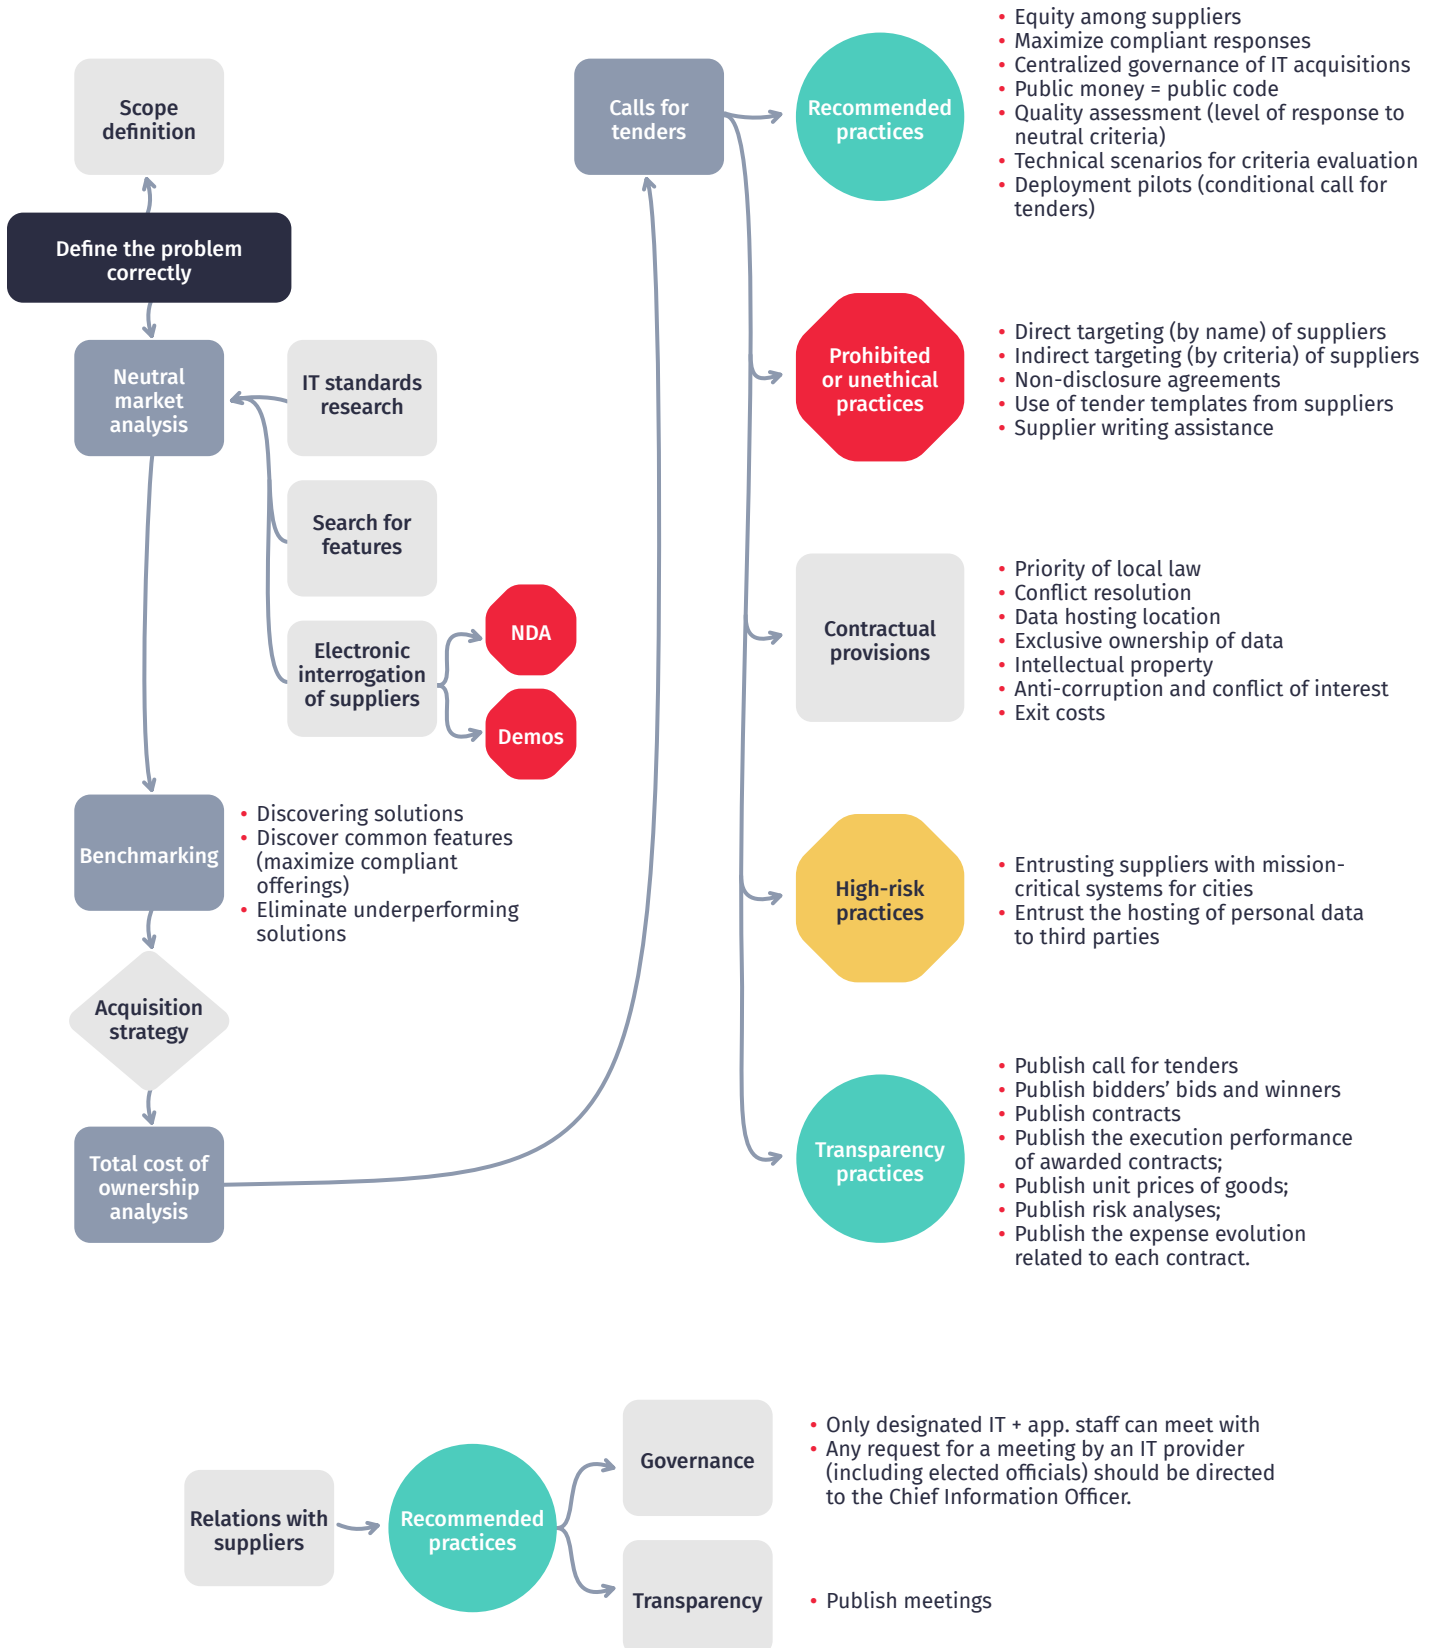 Scope
definition
Define the problem
correctly
Neutral
market
analysis
IT standards
research
Search for
features
Electronic
interrogation
of suppliers
NDA
Demos
Benchmarking
• Discovering solutions
• Discover common features
(maximize compliant
offerings)
• Eliminate underperforming
solutions
Acquisition
strategy
Total cost of
ownership
analysis
Calls for
tenders
Recommended
practices
• Equity among suppliers
• Maximize compliant responses
• Centralized governance of IT acquisitions
• Public money = public code
• Quality assessment (level of response to
neutral criteria)
• Technical scenarios for criteria evaluation
• Deployment pilots (conditional call for
tenders)
Prohibited
or unethical
practices
• Direct targeting (by name) of suppliers
• Indirect targeting (by criteria) of suppliers
• Non-disclosure agreements
• Use of tender templates from suppliers
• Supplier writing assistance
Contractual
provisions
• Priority of local law
• Conflict resolution
• Data hosting location
• Exclusive ownership of data
• Intellectual property
• Anti-corruption and conflict of interest
• Exit costs
High-risk
practices
• Entrusting suppliers with mission-
critical systems for cities
• Entrust the hosting of personal data
to third parties
Transparency
practices
• Publish call for tenders
• Publish bidders’ bids and winners
• Publish contracts
• Publish the execution performance
of awarded contracts;
• Publish unit prices of goods;
• Publish risk analyses;
• Publish the expense evolution
related to each contract.
Relations with
suppliers
Recommended
practices
Governance
• Only designated IT + app. staff can meet with
• Any request for a meeting by an IT provider
(including elected officials) should be directed
to the Chief Information Officer.
Transparency
• Publish meetings